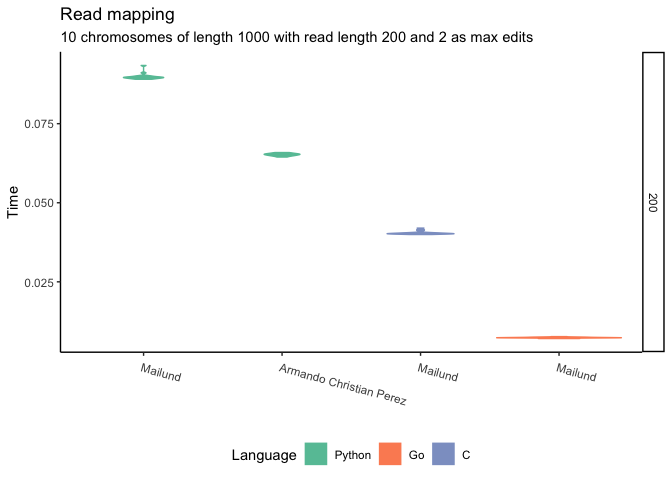 Read mapping
10 chromosomes of length 1000 with read length 200 and 2 as max edits
Time
0.075
0.050
0.025
200
Mailund
Armando Christian Perez
Mailund
Mailund
Language
Python
Go
C